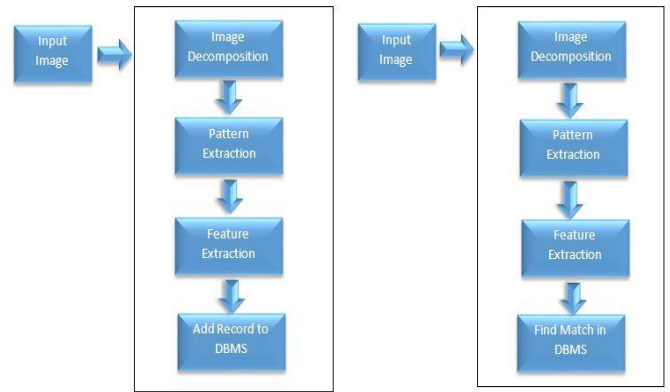 Input
Image
Image
Decomposition
Pattern
Extraction
Feature
Extraction
Add Record to
DBMS
Input
Image
Image
Decomposition
Pattern
Extraction
Feature
Extraction
Find Match in
DBMS